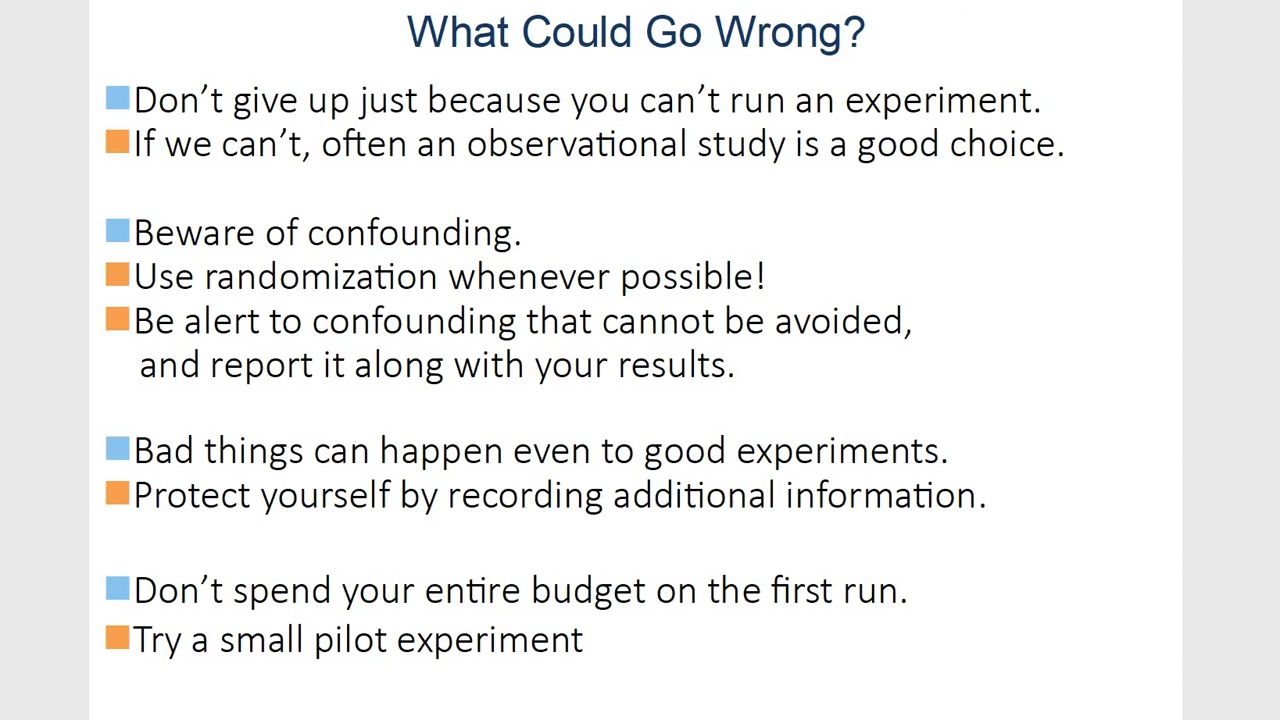 What Could Go Wrong?
Don’t give up just because you can’t run an experiment.
If we can’t, often an observational study is a good choice.
Beware of confounding.
Use randomization whenever possible!
Be alert to confounding that cannot be avoided,
and report it along with your results.
Bad things can happen even to good experiments.
Protect yourself by recording additional information.
Don’t spend your entire budget on the first run.
Try a small pilot experiment